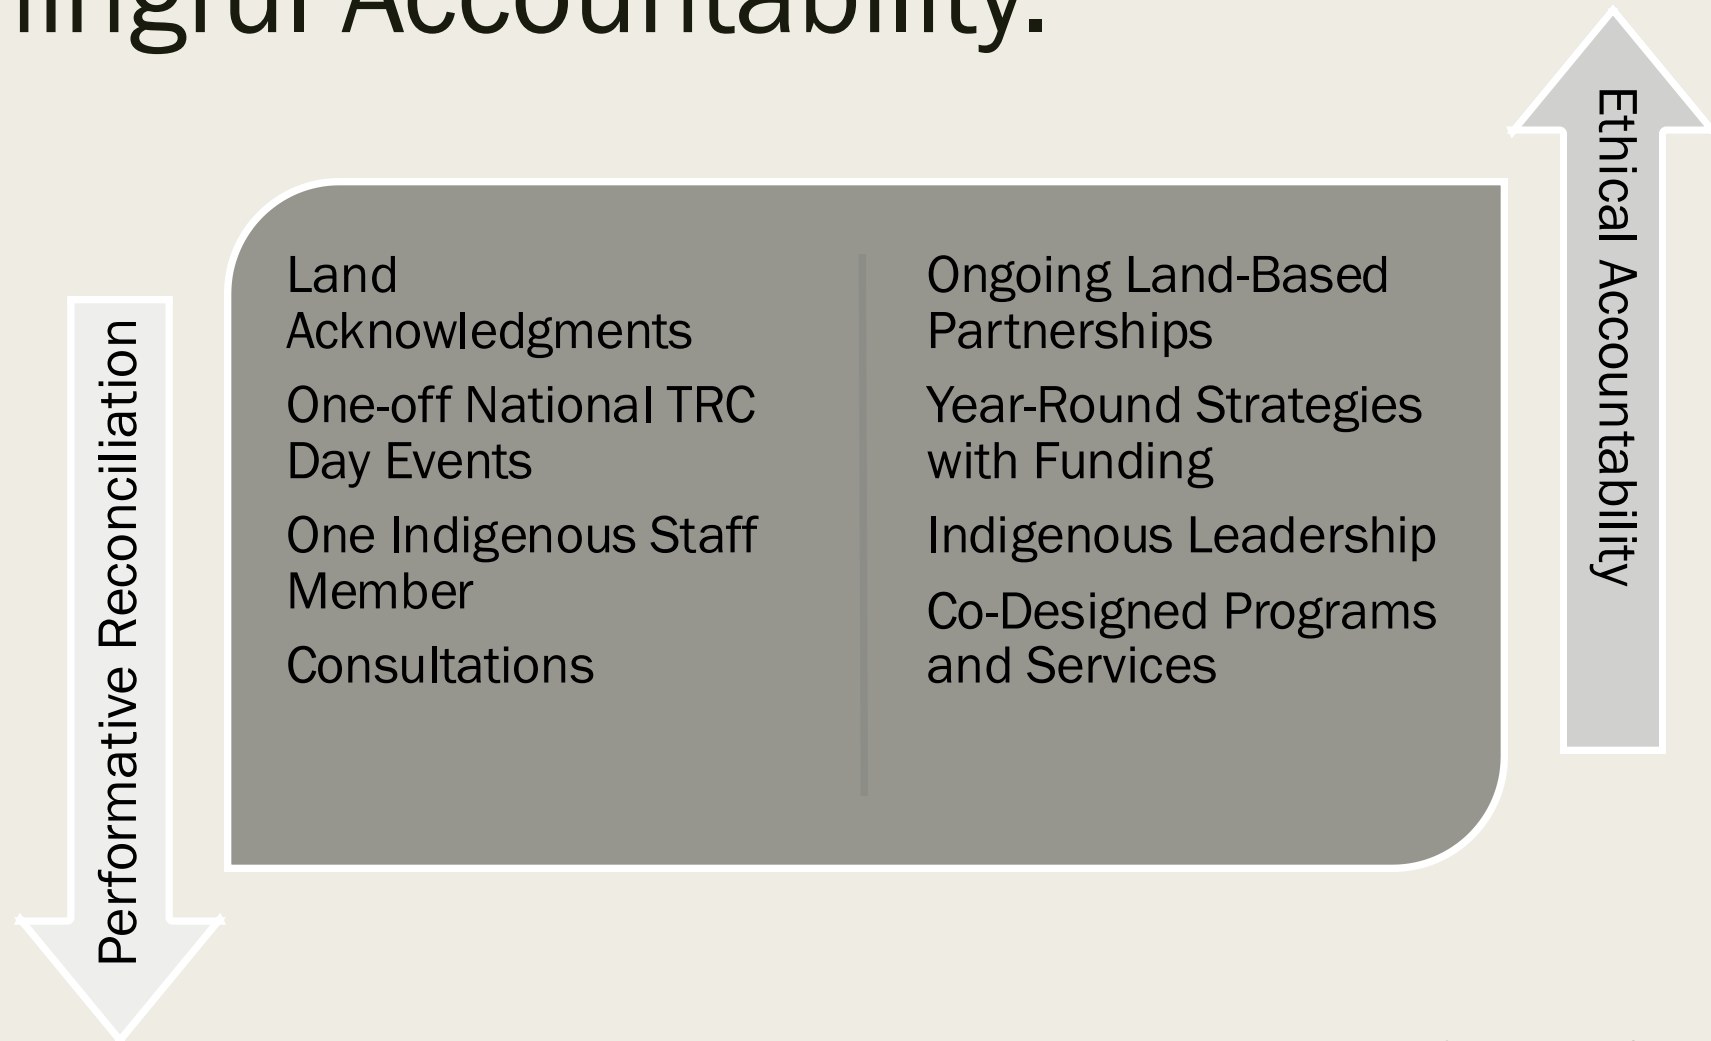 Accountability.
Performative Reconciliation
Land
Acknowledgments
One-off National TRC
Day Events
One Indigenous Staff
Member
Consultations
Ongoing Land-Based
Partnerships
Year-Round Strategies
with Funding
Indigenous Leadership
Co-Designed Programs
and Services
Ethical Accountability